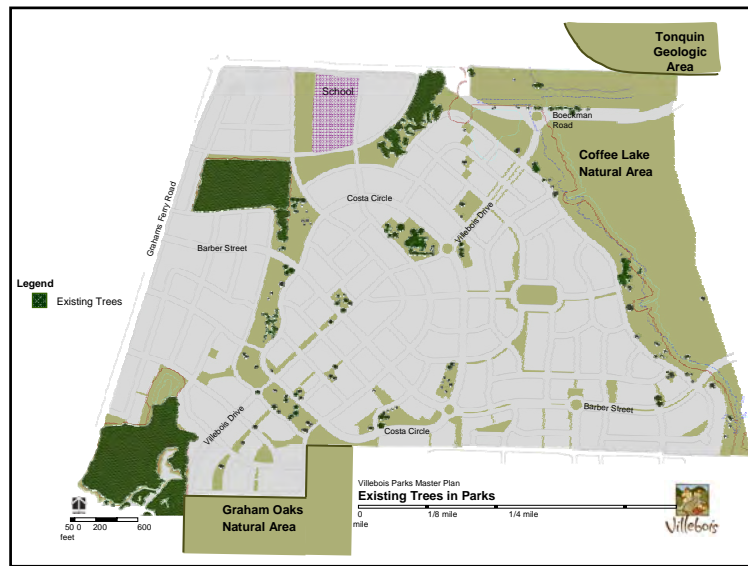 Tonquin
Geologic
Area
School
Boeckman
Road
Coffee Lake
Natural Area
Costa Circle
Villebois Drive
Grahams Ferry Road
Barber Street
Legend
Existing Trees
Villebois Drive
Barber Street
Costa Circle
Villebois Parks Master Plan
Existing Trees in Parks
0
mile
1/8 mile
1/4 mile
50 0
200
600
feet
Graham Oaks
Natural Area
Villebois